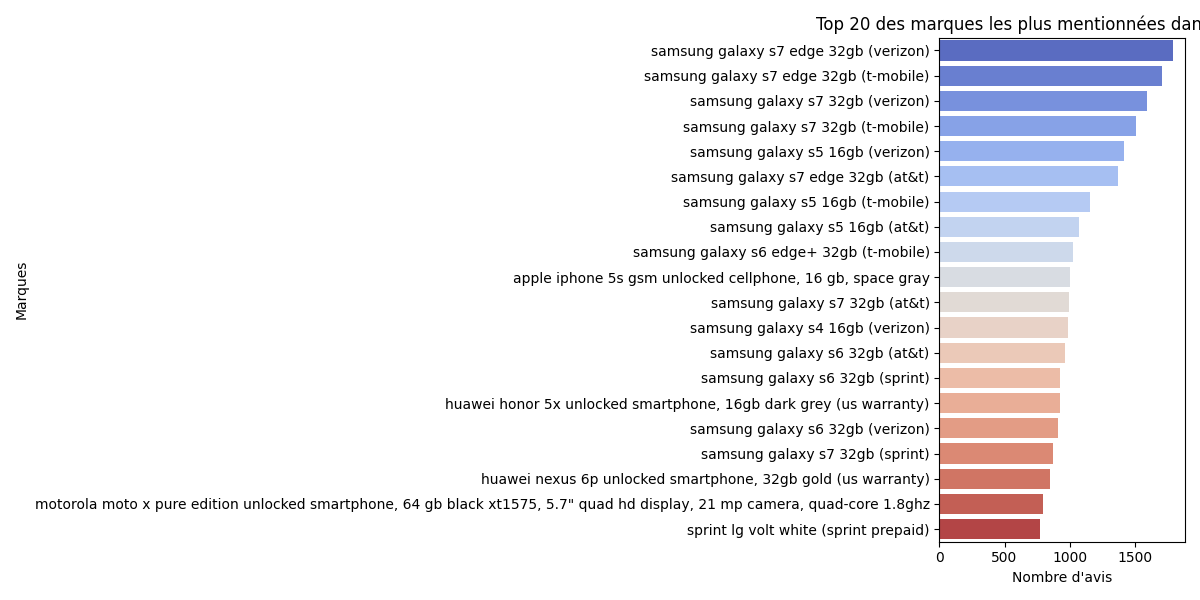 Top 20 des marques les plus mentionnées dan
samsung galaxy s7 edge 32gb (verizon)
samsung galaxy s7 edge 32gb (t-mobile)
samsung galaxy s7 32gb (verizon)
samsung galaxy s7 32gb (t-mobile)
samsung galaxy s5 16gb (verizon)
samsung galaxy s7 edge 32gb (at&t)
samsung galaxy s5 16gb (t-mobile)
samsung galaxy s5 16gb (at&t)
samsung galaxy s6 edge+ 32gb (t-mobile)
apple iphone 5s gsm unlocked cellphone, 16 gb, space gray
samsung galaxy s7 32gb (at&t)
samsung galaxy s4 16gb (verizon)
samsung galaxy s6 32gb (at&t)
samsung galaxy s6 32gb (sprint)
huawei honor 5x unlocked smartphone, 16gb dark grey (us warranty)
samsung galaxy s6 32gb (verizon)
samsung galaxy s7 32gb (sprint)
huawei nexus 6p unlocked smartphone, 32gb gold (us warranty)
motorola moto x pure edition unlocked smartphone, 64 gb black xt1575, 5.7" quad hd display, 21 mp camera, quad-core 1.8ghz
sprint lg volt white (sprint prepaid)
Marques
0 500 1000 1500
Nombre d'avis